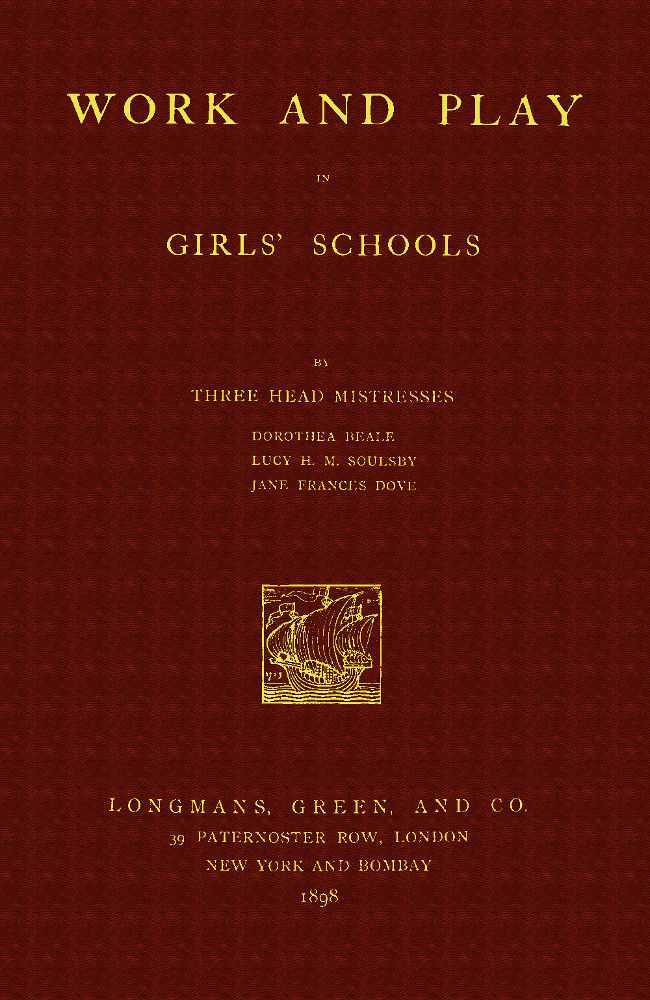 WORK AND PLAY
IN
GIRLS' SCHOOLS
BY
THREE HEAD MISTRESSES
DOROTHEA BEALE
LUCY H. M. SOULSBY
JANE FRANCES DOVE
LONGMANS, GREEN, AND CO.
39 PATERNOSTER ROW, LONDON
NEW YORK AND BOMBAY
1898